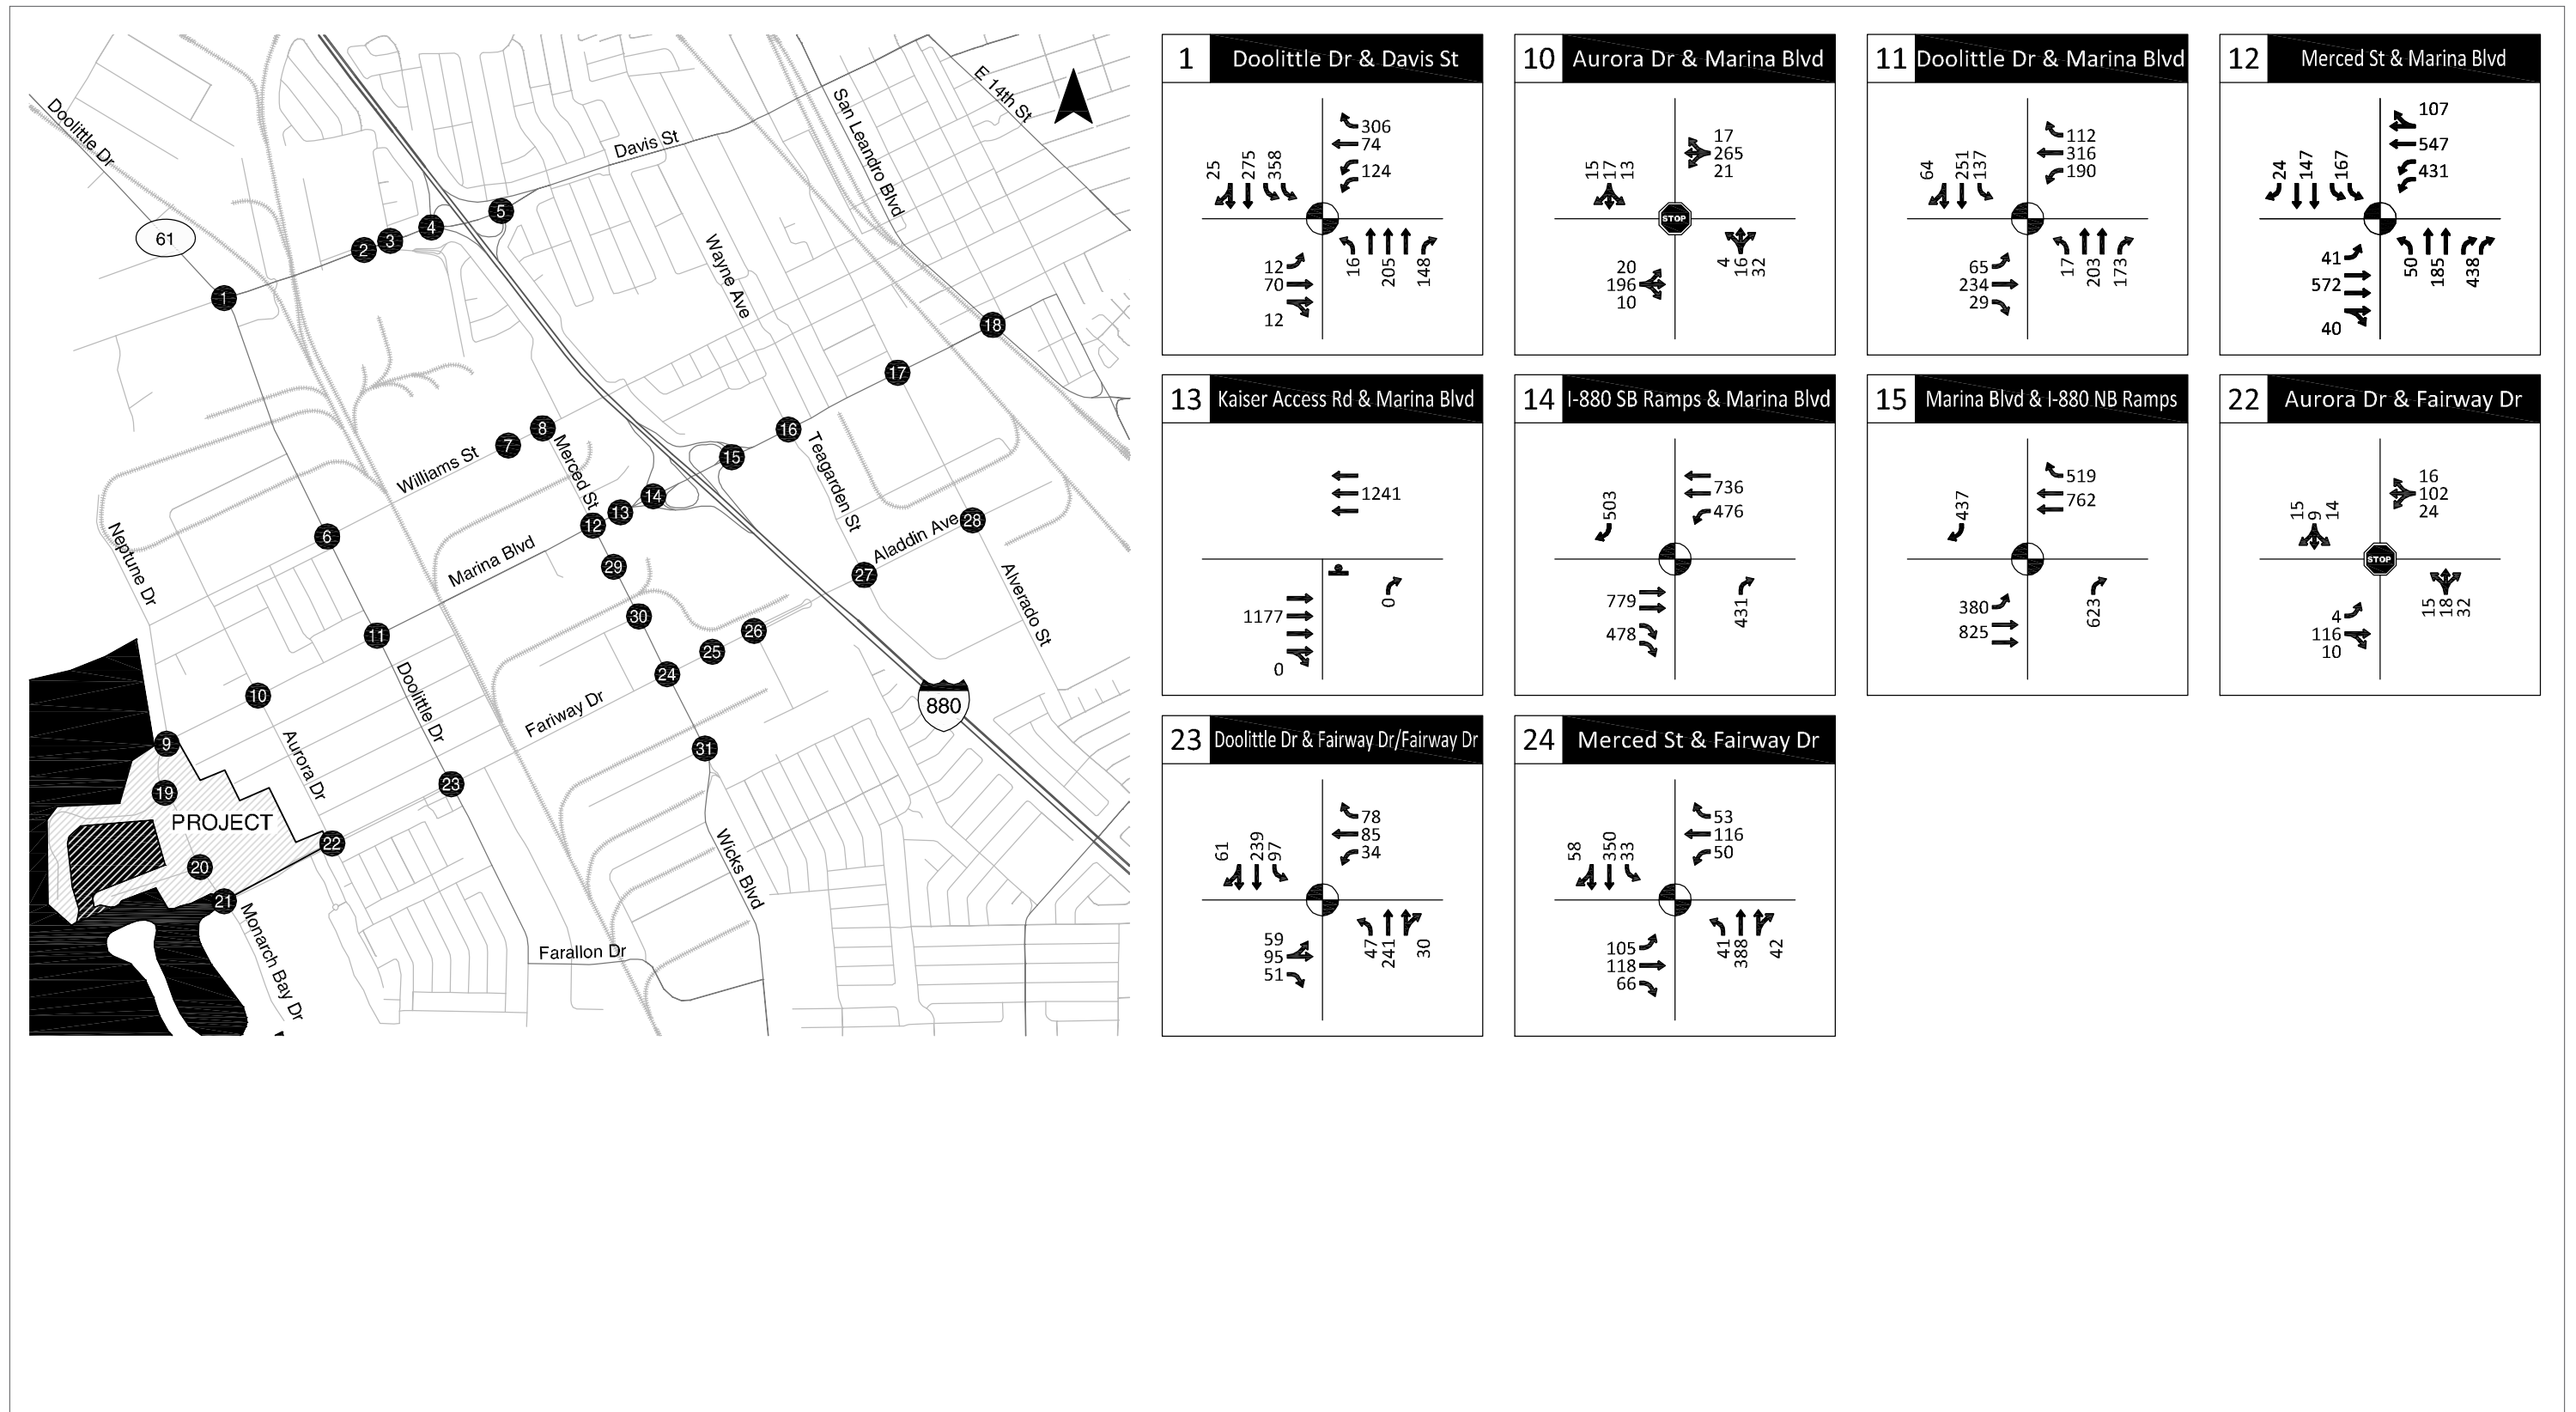 Doolittle Dr
61
1
2
3
4
5
Davis St
San Leandro Blvd
E 14th St
Wayne Ave
18
17
16
15
14
13
12
8
7
Williams St
Merced St
Teagarden St
6
Neptune Dr
Marina Blvd
29
Aladdin Ave
28
27
Alverado St
11
30
26
25
24
10
Doolittle Dr
Fariway Dr
880
9
Aurora Dr
31
19
23
PROJECT
22
20
21
Wicks Blvd
Monarch Bay Dr
Farallon Dr
1 Doolittle Dr & Davis St
306
74
124
25 275 358
12
70
12
16 205 148
10 Aurora Dr & Marina Blvd
17
265
21
15 17 13
STOP
20
196
10
4 16 32
11 Doolittle Dr & Marina Blvd
112
316
190
64 251 137
65
234
29
17 203 173
12 Merced St & Marina Blvd
107
547
431
24 147 167
41
572
40
50 185 438
13 Kaiser Access Rd & Marina Blvd
1241
1177
0
0
14 I-880 SB Ramps & Marina Blvd
736
476
503
779
478
431
15 Marina Blvd & I-880 NB Ramps
519
762
437
380
825
623
22 Aurora Dr & Fairway Dr
16
102
24
15 9 14
STOP
4
116
10
15 18 32
23 Doolittle Dr & Fairway Dr/Fairway Dr
78
85
34
61 239 97
59
95
51
47 241 30
24 Merced St & Fairway Dr
53
116
50
58 350 33
105
118
66
41 388 42